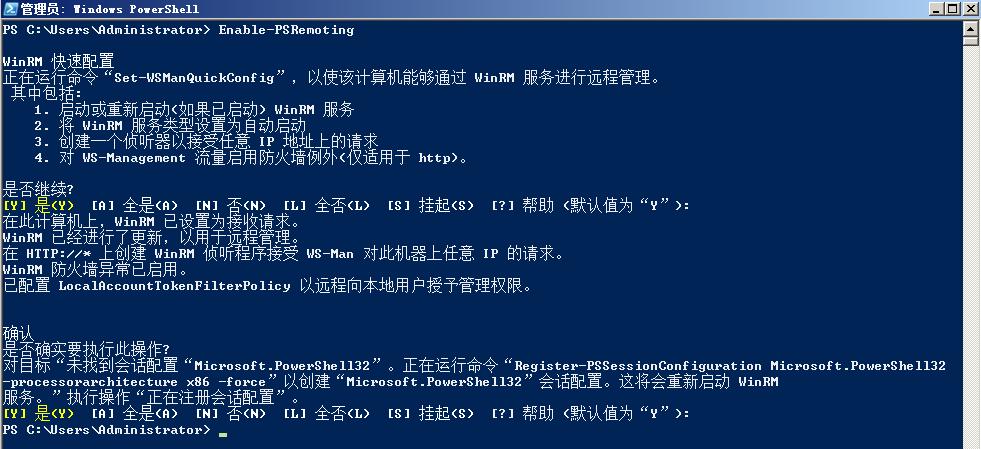 管理员: Windows PowerShell
PS C:\Users\Administrator> Enable-PSRemoting
WinRM 快速配置
正在运行命令“Set-WSManQuickConfig”，以使该计算机能够通过 WinRM 服务进行远程管理。
其中包括:
1. 启动或重新启动(如果已启动) WinRM 服务
2. 将 WinRM 服务类型设置为自动启动
3. 创建一个侦听器以接受任意 IP 地址上的请求
4. 对 WS-Management 流量启用防火墙例外(仅适用于 http)。
是否继续?
[Y] 是(Y)  [A] 全是(A)  [N] 否(N)  [L] 全否(L)  [S] 挂起(S)  [?] 帮助 (默认值为“Y”):
在此计算机上，WinRM 已设置为接收请求。
WinRM 已经进行了更新，以用于远程管理。
在 HTTP://* 上创建 WinRM 侦听程序接受 WS-Man 对此机器上任意 IP 的请求。
WinRM 防火墙异常已启用。
已配置 LocalAccountTokenFilterPolicy 以远程向本地用户授予管理权限。
确认
是否确实要执行此操作?
对目标“未找到会话配置“Microsoft.PowerShell32”。正在运行命令“Register-PSSessionConfiguration Microsoft.PowerShell32
-processorarchitecture x86 -force”以创建“Microsoft.PowerShell32”会话配置。这将会重新启动 WinRM
服务。”执行操作“正在注册会话配置”。
[Y] 是(Y)  [A] 全是(A)  [N] 否(N)  [L] 全否(L)  [S] 挂起(S)  [?] 帮助 (默认值为“Y”):
PS C:\Users\Administrator> _